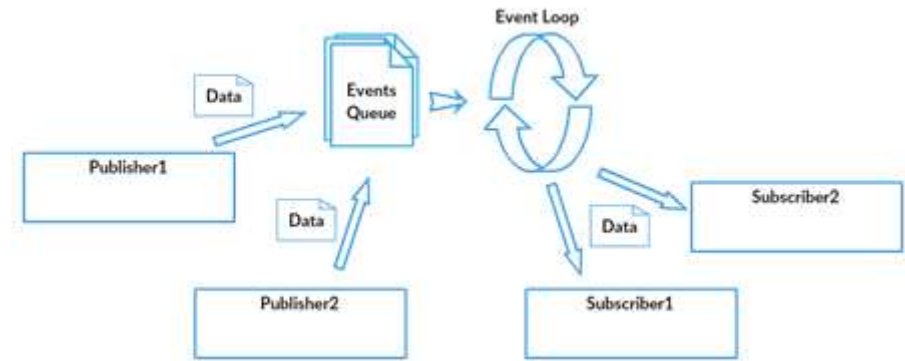 Event Loop
Data
Events
Queue
Publisher1
Data
Data
Subscriber2
Publisher2
Subscriber1